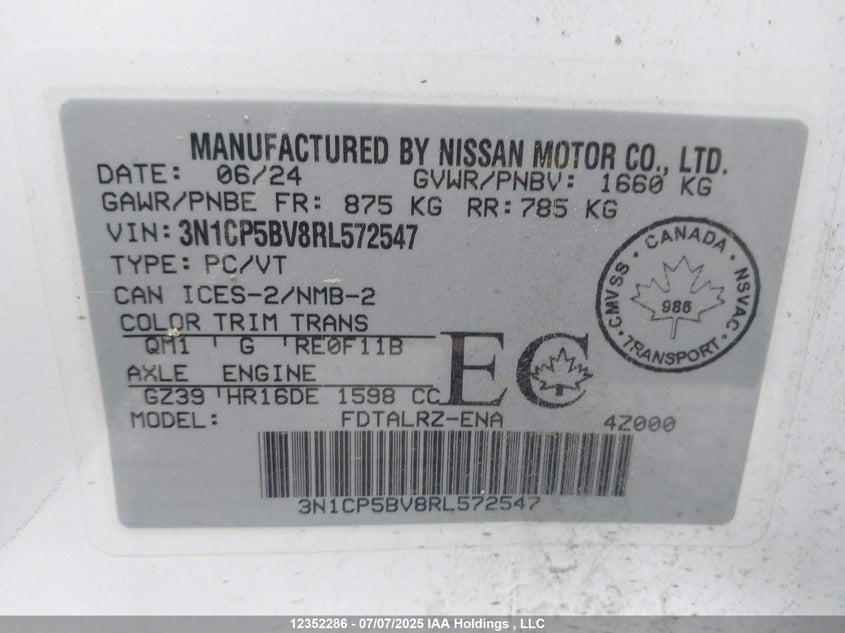 MANUFACTURED BY NISSAN MOTOR CO., LTD.
DATE: 06/24 GVWR/PNBV: 1660 KG
GAWR/PNBE FR: 875 KG RR: 785 KG
VIN: 3N1CP5BV8RL572547
TYPE: PC/VT
CAN ICES-2/NMB-2
COLOR TRIM TRANS
QM1 ' G ' RE0F11B
AXLE ENGINE
GZ39 ' HR16DE 1598 CC
EC
MODEL: FDTALRZ-ENA 4Z000
3N1CP5BV8RL572547
CANADA
CMVSS
NSVAC
986
TRANSPORT
12352286 - 07/07/2025 IAA Holdings , LLC